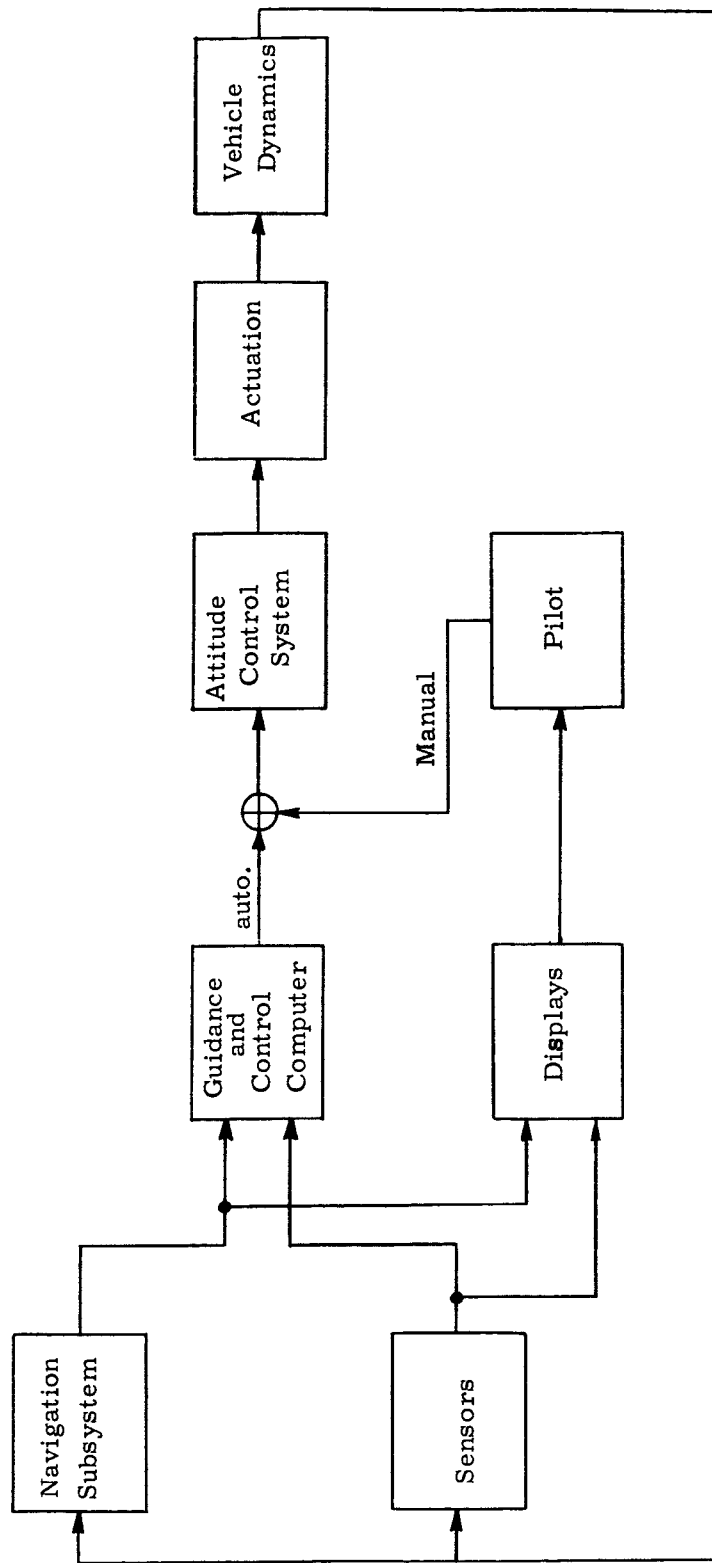 Navigation
Subsystem
Sensors
Guidance
and
Control
Computer
Displays
auto.
Manual
Attitude
Control
System
Pilot
Actuation
Vehicle
Dynamics